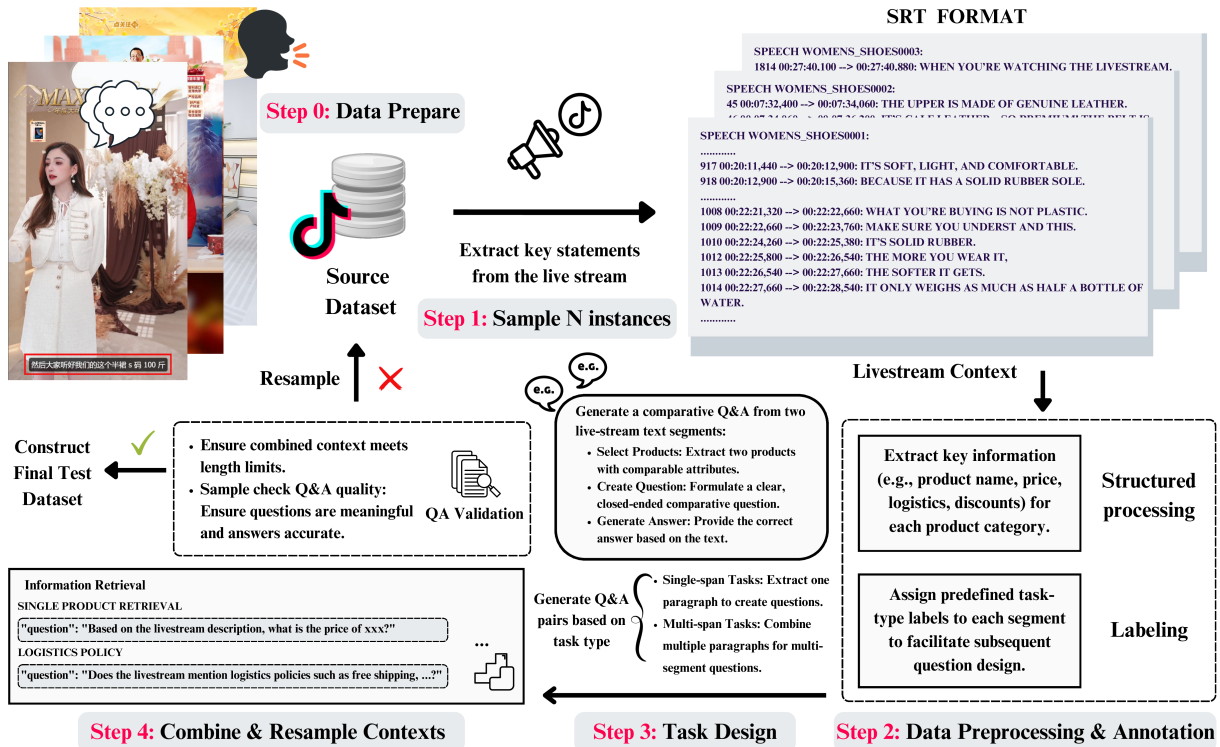 SRT FORMAT
SPEECH WOMENS_SHOES0003:
1814 00:27:40.100 --> 00:27:40.880: WHEN YOU'RE WATCHING THE LIVESTREAM.
SPEECH WOMENS_SHOES0002:
45 00:07:32,400 --> 00:07:34,060: THE UPPER IS MADE OF GENUINE LEATHER.
SPEECH WOMENS_SHOES0001:
............
917 00:20:11,440 --> 00:20:12,900: IT'S SOFT, LIGHT, AND COMFORTABLE.
918 00:20:12,900 --> 00:20:15,360: BECAUSE IT HAS A SOLID RUBBER SOLE.
............
1008 00:22:21,320 --> 00:22:22,660: WHAT YOU'RE BUYING IS NOT PLASTIC.
1009 00:22:22,660 --> 00:22:23,760: MAKE SURE YOU UNDERST AND THIS.
1010 00:22:24,260 --> 00:22:25,380: IT'S SOLID RUBBER.
1012 00:22:25,800 --> 00:22:26,540: THE MORE YOU WEAR IT,
1013 00:22:26,540 --> 00:22:27,660: THE SOFTER IT GETS.
1014 00:22:27,660 --> 00:22:28,540: IT ONLY WEIGHS AS MUCH AS HALF A BOTTLE OF
WATER.
............
Step 0: Data Prepare
Source
Dataset
Extract key statements
from the live stream
Step 1: Sample N instances
然后大家听好我们的这个半裙 s 码 100 斤
Livestream Context
Resample
Construct
Final Test
Dataset
• Ensure combined context meets
length limits.
• Sample check Q&A quality:
Ensure questions are meaningful
and answers accurate.
QA Validation
e.g.
e.g.
Generate a comparative Q&A from two
live-stream text segments:
• Select Products: Extract two products
with comparable attributes.
• Create Question: Formulate a clear,
closed-ended comparative question.
• Generate Answer: Provide the correct
answer based on the text.
Extract key information
(e.g., product name, price,
logistics, discounts) for
each product category.
Structured
processing
Assign predefined task-
type labels to each segment
to facilitate subsequent
question design.
Labeling
Generate Q&A
pairs based on
task type
• Single-span Tasks: Extract one
paragraph to create questions.
• Multi-span Tasks: Combine
multiple paragraphs for multi-
segment questions.
Information Retrieval
SINGLE PRODUCT RETRIEVAL
"question": "Based on the livestream description, what is the price of xxx?"
LOGISTICS POLICY
"question": "Does the livestream mention logistics policies such as free shipping, ...?"
...
Step 4: Combine & Resample Contexts
Step 3: Task Design
Step 2: Data Preprocessing & Annotation